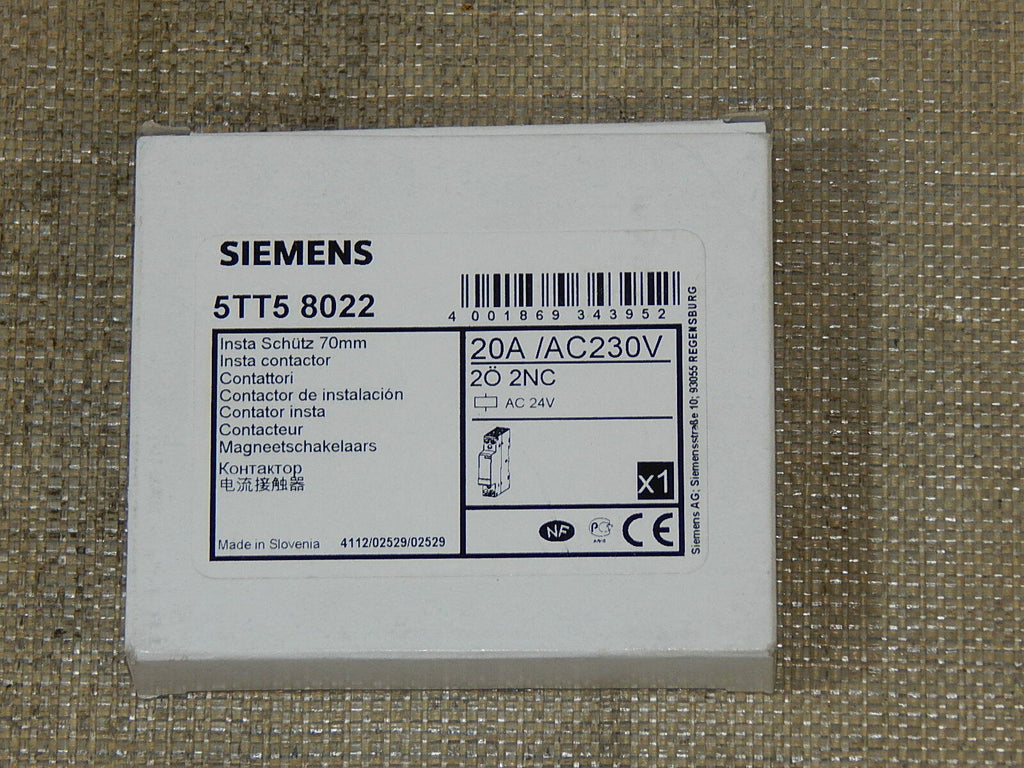 SIEMENS
5TT5 8022
4 001869 343952
Insta Schütz 70mm
Insta contactor
Contattori
Contactor de instalación
Contator insta
Contacteur
Magneetschakelaars
Контактор
电流接触器
Made in Slovenia 4112/02529/02529
20A /AC230V
2Ö 2NC
AC 24V
x1
NF
CE
Siemens AG; Siemensstraße 10; 93055 REGENSBURG